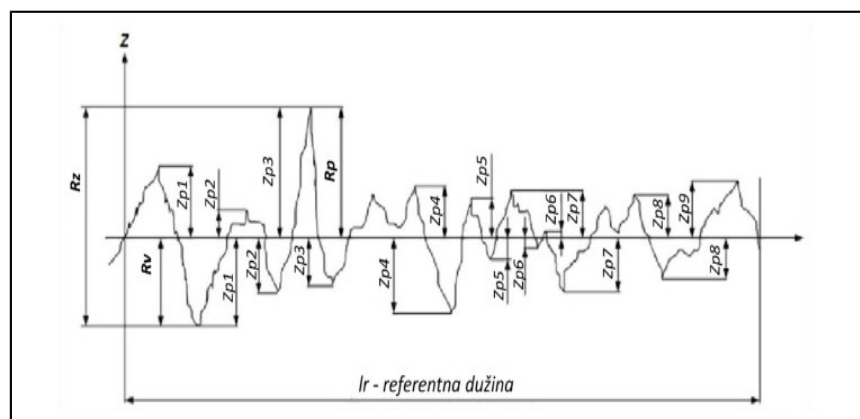 Z
Rz
Rv
Zp1
Zp2
Zp3
Rp
Zp4
Zp5
Zp6
Zp7
Zp8
Zp9
Zp1
Zp2
Zp3
Zp4
Zp5
Zp6
Zp7
Zp8
lr - referentna dužina